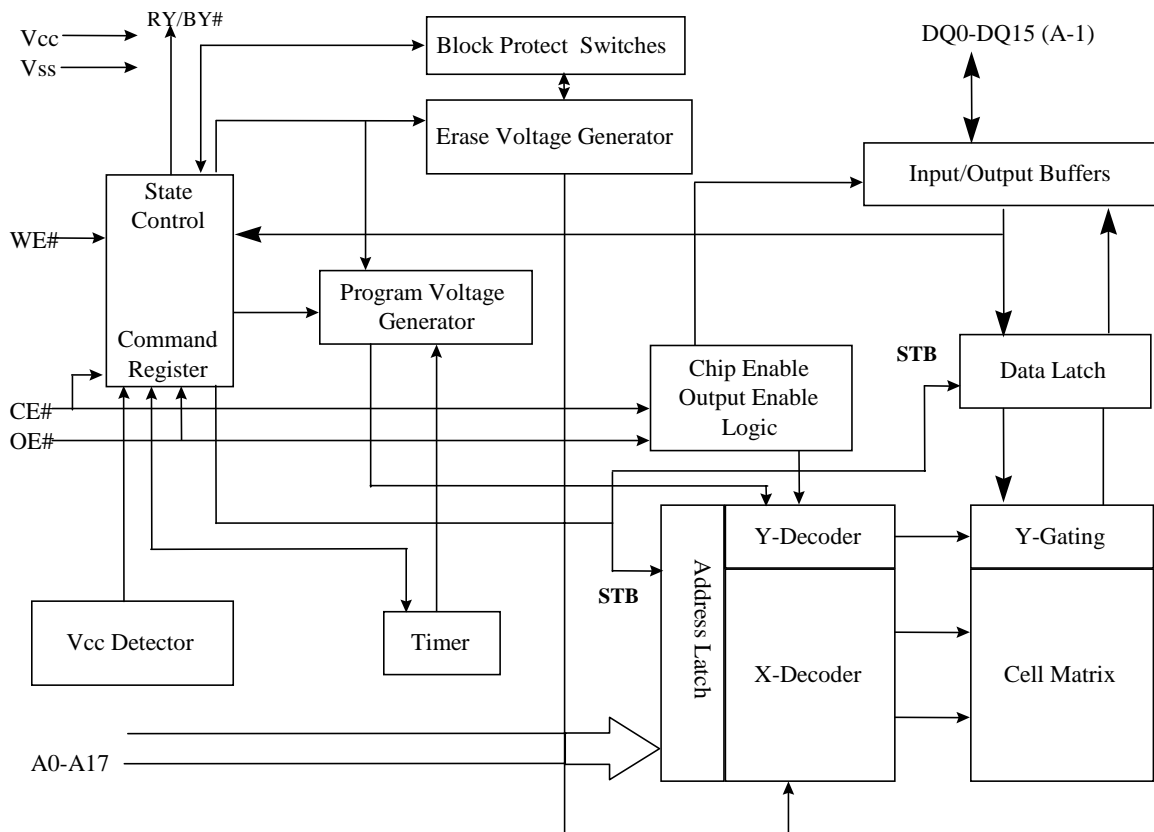 RY/BY#
Vcc
Vss
Block Protect Switches
DQ0-DQ15 (A-1)
Erase Voltage Generator
Input/Output Buffers
State
Control
WE#
Program Voltage
Generator
Command
Register
STB
Chip Enable
Output Enable
Logic
Data Latch
CE#
OE#
Y-Decoder
Y-Gating
Address Latch
STB
Vcc Detector
Timer
X-Decoder
Cell Matrix
A0-A17